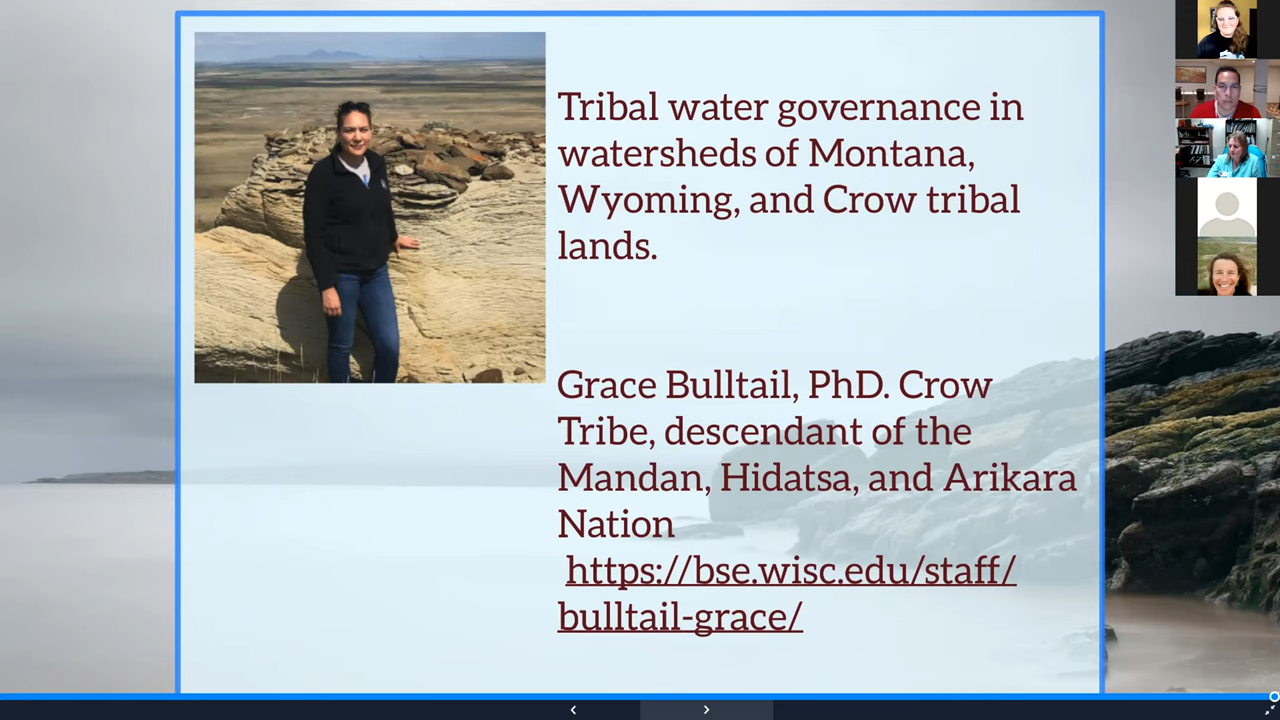 Tribal water governance in
watersheds of Montana,
Wyoming, and Crow tribal
lands.
Grace Bulltail, PhD. Crow
Tribe, descendant of the
Mandan, Hidatsa, and Arikara
Nation
https://bse.wisc.edu/staff/
bulltail-grace/